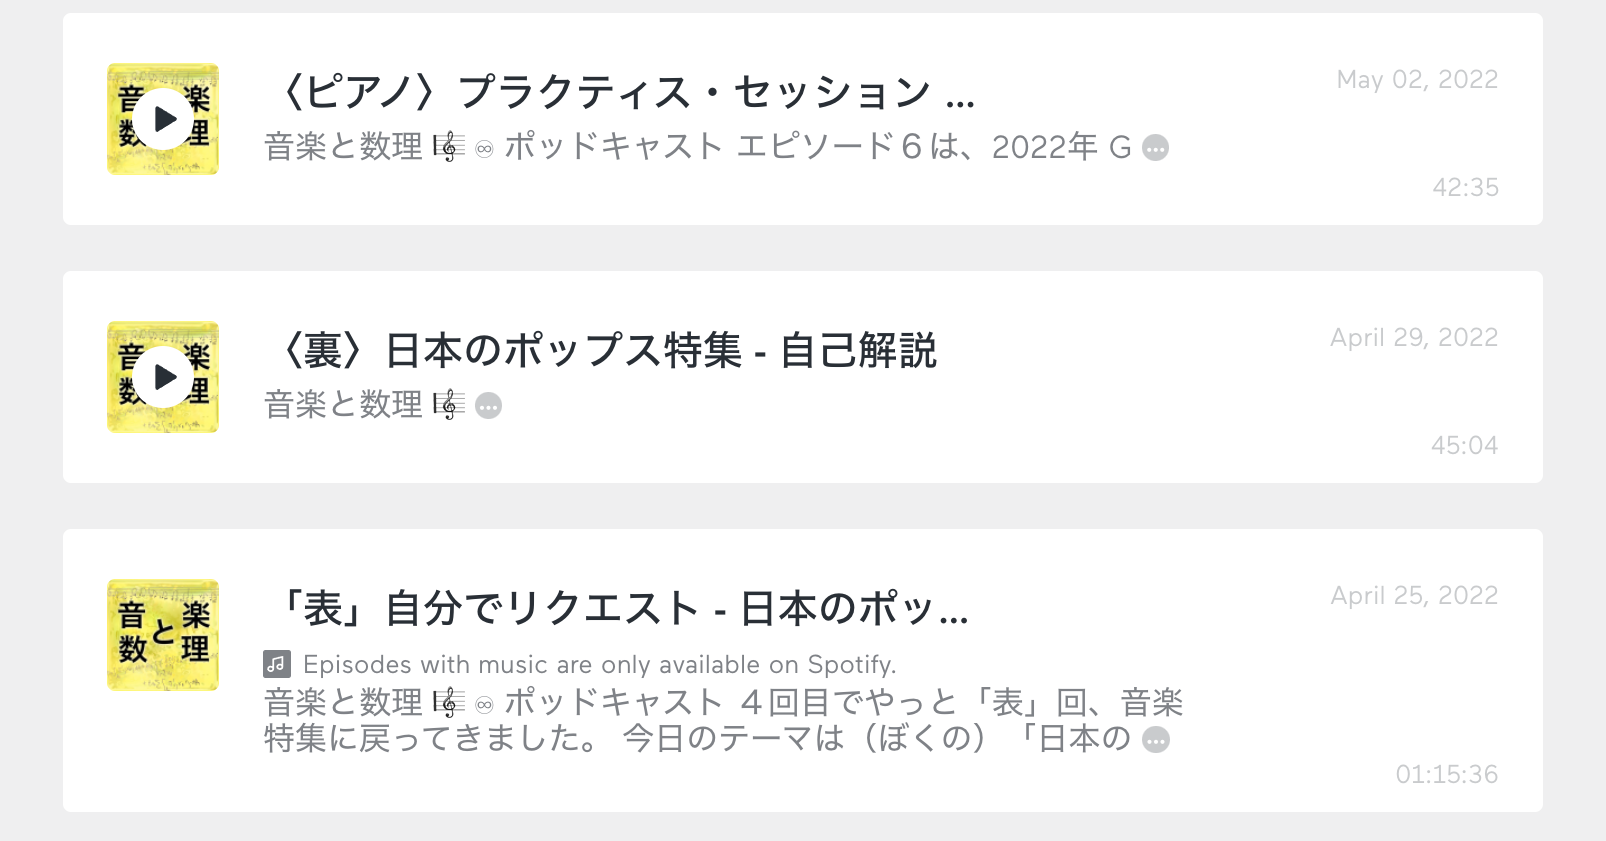 音楽
数理
〈ピアノ〉プラクティス・セッション ...
May 02, 2022
音楽と数理 🎼 ♾ ポッドキャスト エピソード６は、2022年 G
42:35
音楽
数理
〈裏〉日本のポップス特集 - 自己解説
April 29, 2022
音楽と数理 🎼
45:04
音楽
と
数理
「表」自分でリクエスト - 日本のポッ...
April 25, 2022
Episodes with music are only available on Spotify.
音楽と数理 🎼 ♾ ポッドキャスト ４回目でやっと「表」回、音楽
特集に戻ってきました。 今日のテーマは（ぼくの）「日本の
01:15:36